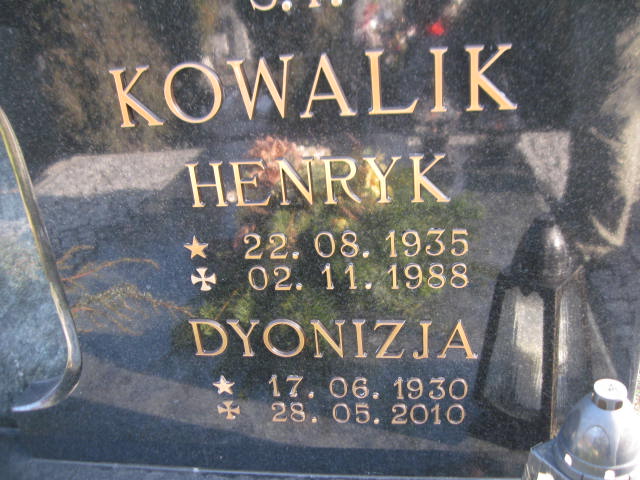 KOWALIK
HENRYK
22. 08. 1935
02. 11. 1988
DYONIZJA
17. 06. 1930
28. 05. 2010